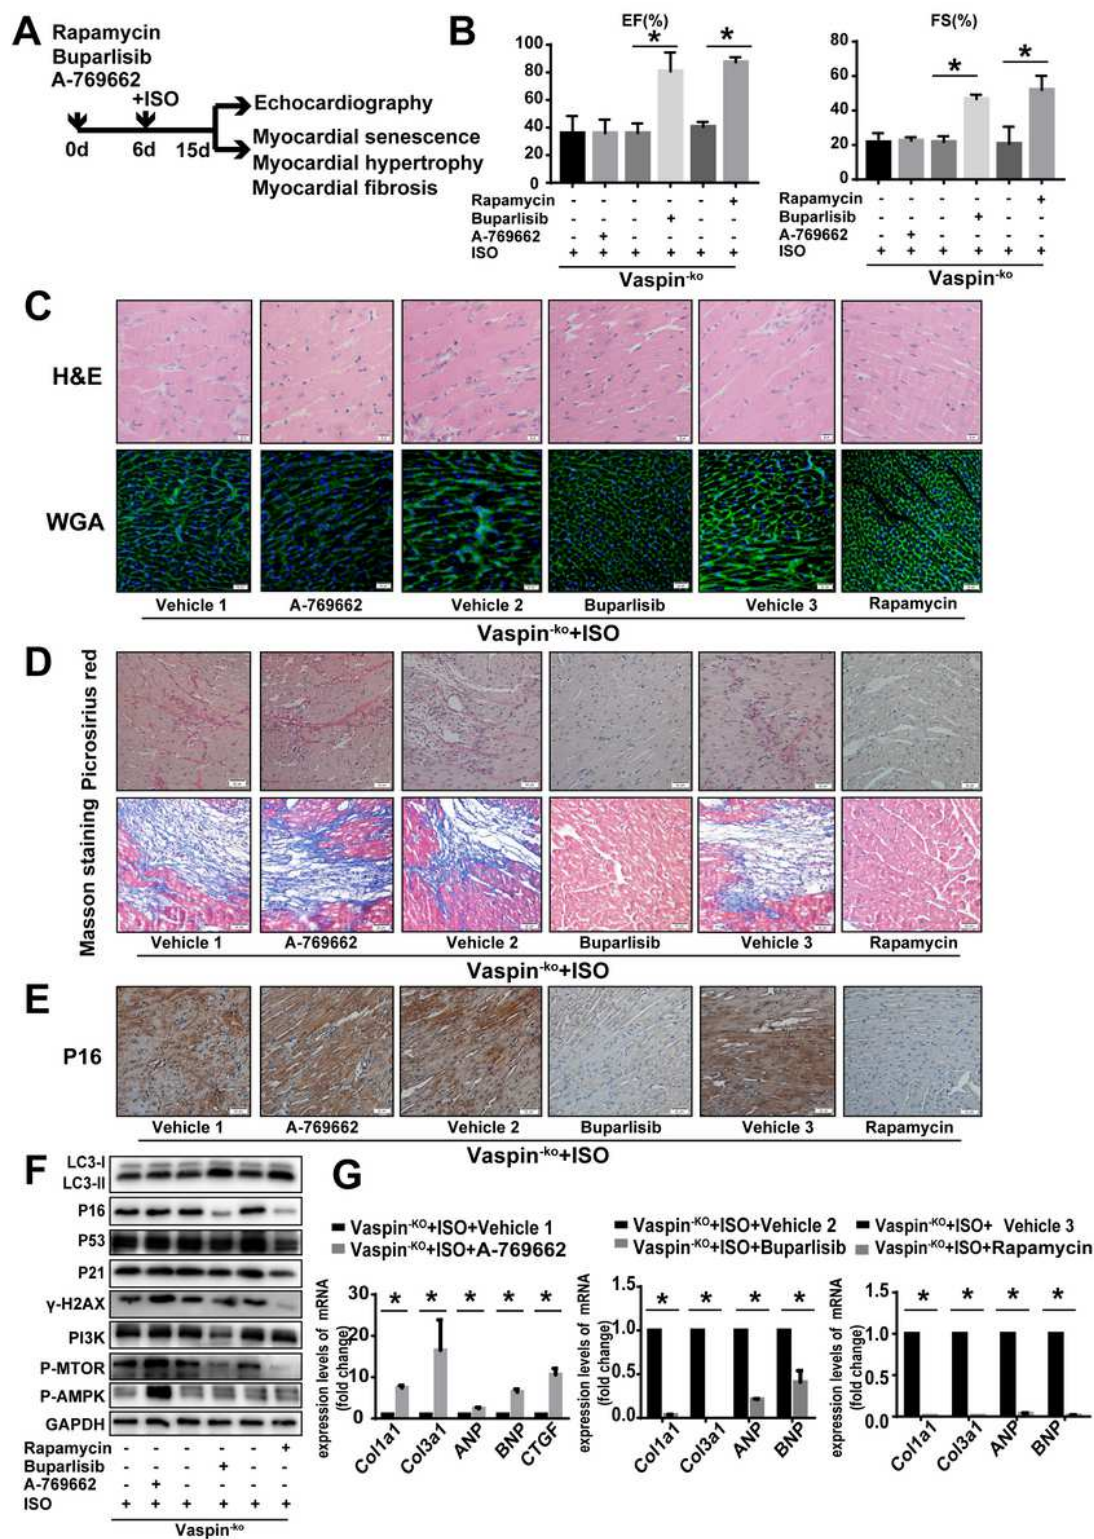 A
Rapamycin
Buparlisib
A-769662
+ISO
0d 6d 15d
Echocardiography
Myocardial senescence
Myocardial hypertrophy
Myocardial fibrosis
B
EF(%)
100
80
60
40
20
0
* *
Rapamycin - - - - - +
Buparlisib - - - + - -
A-769662 - + - - - -
ISO + + + + + +
Vaspin-ko
FS(%)
80
60
40
20
0
* *
Rapamycin - - - - - +
Buparlisib - - - + - -
A-769662 - + - - - -
ISO + + + + + +
Vaspin-ko
C
H&E
WGA
Vehicle 1 A-769662 Vehicle 2 Buparlisib Vehicle 3 Rapamycin
Vaspin-ko+ISO
D
Picrosirius red
Masson staining
Vehicle 1 A-769662 Vehicle 2 Buparlisib Vehicle 3 Rapamycin
Vaspin-ko+ISO
E
P16
Vehicle 1 A-769662 Vehicle 2 Buparlisib Vehicle 3 Rapamycin
Vaspin-ko+ISO
F
LC3-I
LC3-II
P16
P53
P21
γ-H2AX
PI3K
P-MTOR
P-AMPK
GAPDH
Rapamycin - - - - - +
Buparlisib - - - + - -
A-769662 - + - - - -
ISO + + + + + +
Vaspin-ko
G
Vaspin-KO+ISO+Vehicle 1
Vaspin-KO+ISO+A-769662
expression levels of mRNA
(fold change)
30
20
10
0
* * * * *
Col1a1 Col3a1 ANP BNP CTGF
Vaspin-KO+ISO+Vehicle 2
Vaspin-KO+ISO+Buparlisib
expression levels of mRNA
(fold change)
1.5
1.0
0.5
0.0
* * * *
Col1a1 Col3a1 ANP BNP
Vaspin-KO+ISO+ Vehicle 3
Vaspin-KO+ISO+Rapamycin
expression levels of mRNA
(fold change)
1.5
1.0
0.5
0.0
* * * *
Col1a1 Col3a1 ANP BNP